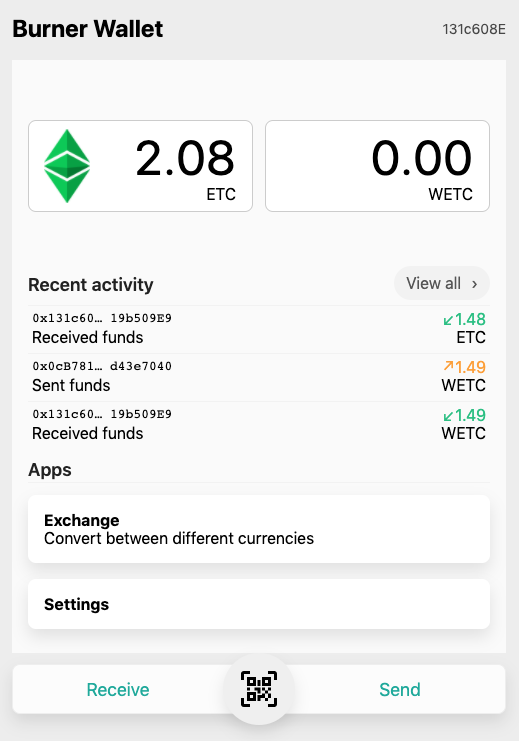 Burner Wallet
131c608E
2.08
ETC
0.00
WETC
Recent activity
View all ›
0x131c60… 19b509E9
↙1.48
Received funds
ETC
0x0cB781… d43e7040
↗1.49
Sent funds
WETC
0x131c60… 19b509E9
↙1.49
Received funds
WETC
Apps
Exchange
Convert between different currencies
Settings
Receive
Send